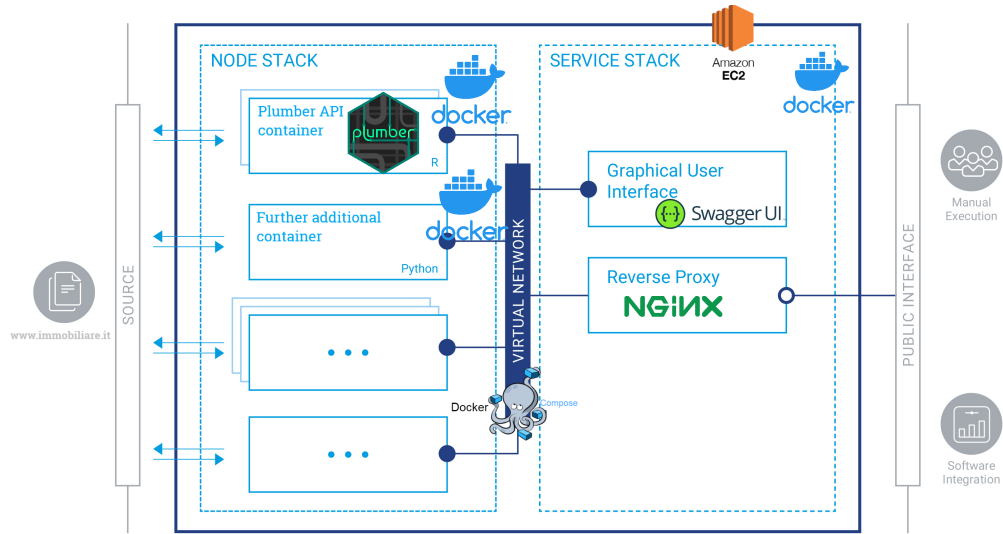 Amazon
EC2
NODE STACK
docker
Plumber API
container
plumber
R
docker
Further additional
container
Python
• • •
• • •
SOURCE
www.immobiliare.it
VIRTUAL NETWORK
Docker
Compose
SERVICE STACK
docker
Graphical User
Interface
{···} Swagger UI.
Reverse Proxy
NGINX
PUBLIC INTERFACE
Manual
Execution
Software
Integration